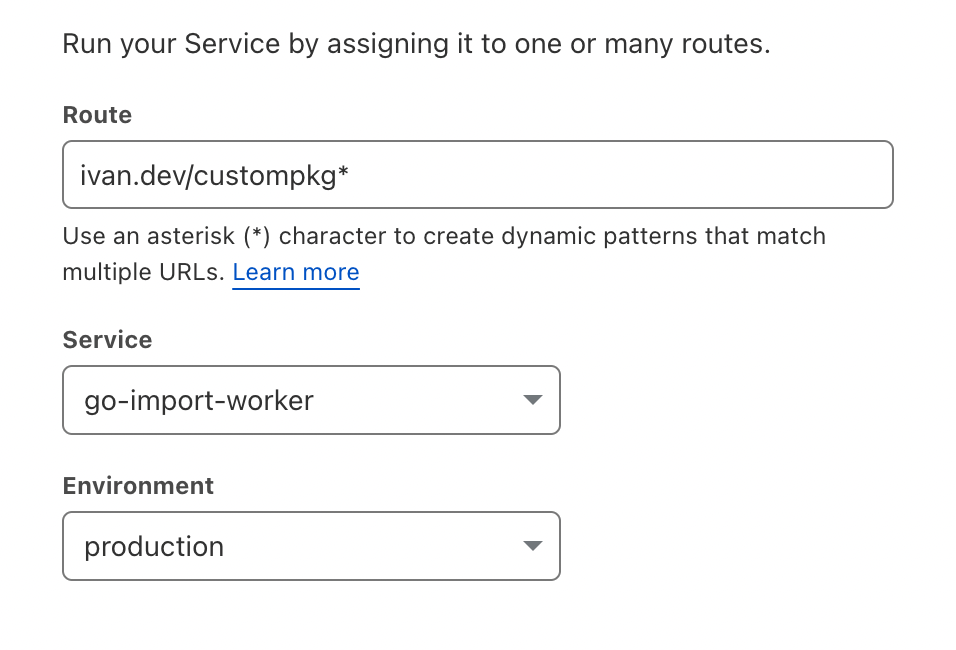 Run your Service by assigning it to one or many routes.
Route
ivan.dev/custompkg*
Use an asterisk (*) character to create dynamic patterns that match
multiple URLs. Learn more
Service
go-import-worker
Environment
production